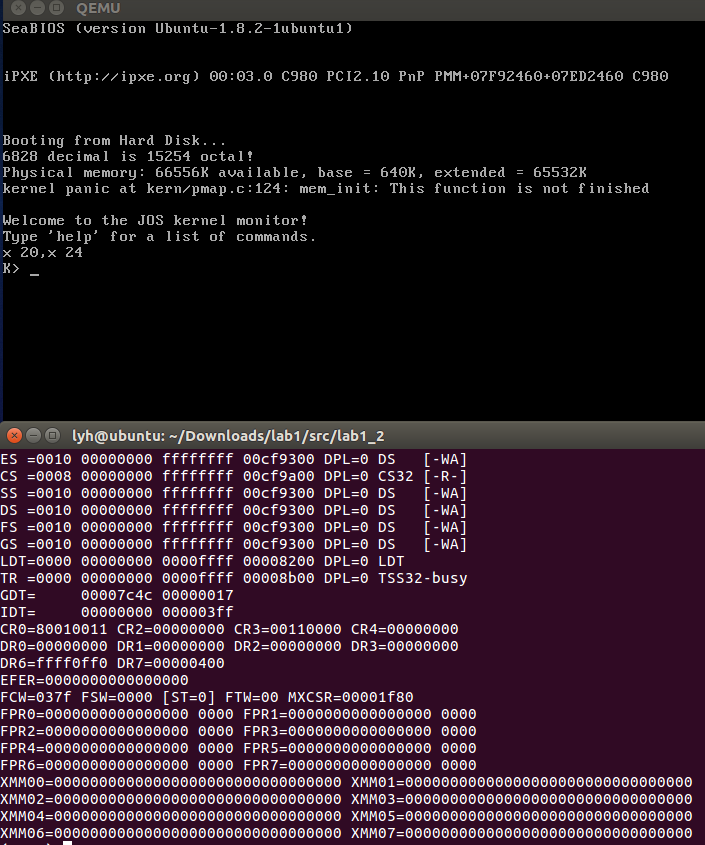 QEMU
SeaBIOS (version Ubuntu-1.8.2-1ubuntu1)
iPXE (http://ipxe.org) 00:03.0 C980 PCI2.10 PnP PMM+07F92460+07ED2460 C980
Booting from Hard Disk...
6828 decimal is 15254 octal!
Physical memory: 66556K available, base = 640K, extended = 65532K
kernel panic at kern/pmap.c:124: mem_init: This function is not finished
Welcome to the JOS kernel monitor!
Type 'help' for a list of commands.
x 20,x 24
K> _
lyh@ubuntu: ~/Downloads/lab1/src/lab1_2
ES =0010 00000000 ffffffff 00cf9300 DPL=0 DS   [-WA]
CS =0008 00000000 ffffffff 00cf9a00 DPL=0 CS32 [-R-]
SS =0010 00000000 ffffffff 00cf9300 DPL=0 DS   [-WA]
DS =0010 00000000 ffffffff 00cf9300 DPL=0 DS   [-WA]
FS =0010 00000000 ffffffff 00cf9300 DPL=0 DS   [-WA]
GS =0010 00000000 ffffffff 00cf9300 DPL=0 DS   [-WA]
LDT=0000 00000000 0000ffff 00008200 DPL=0 LDT
TR =0000 00000000 0000ffff 00008b00 DPL=0 TSS32-busy
GDT=     00007c4c 00000017
IDT=     00000000 000003ff
CR0=80010011 CR2=00000000 CR3=00110000 CR4=00000000
DR0=00000000 DR1=00000000 DR2=00000000 DR3=00000000
DR6=ffff0ff0 DR7=00000400
EFER=0000000000000000
FCW=037f FSW=0000 [ST=0] FTW=00 MXCSR=00001f80
FPR0=0000000000000000 0000 FPR1=0000000000000000 0000
FPR2=0000000000000000 0000 FPR3=0000000000000000 0000
FPR4=0000000000000000 0000 FPR5=0000000000000000 0000
FPR6=0000000000000000 0000 FPR7=0000000000000000 0000
XMM00=00000000000000000000000000000000 XMM01=00000000000000000000000000000000
XMM02=00000000000000000000000000000000 XMM03=00000000000000000000000000000000
XMM04=00000000000000000000000000000000 XMM05=00000000000000000000000000000000
XMM06=00000000000000000000000000000000 XMM07=00000000000000000000000000000000